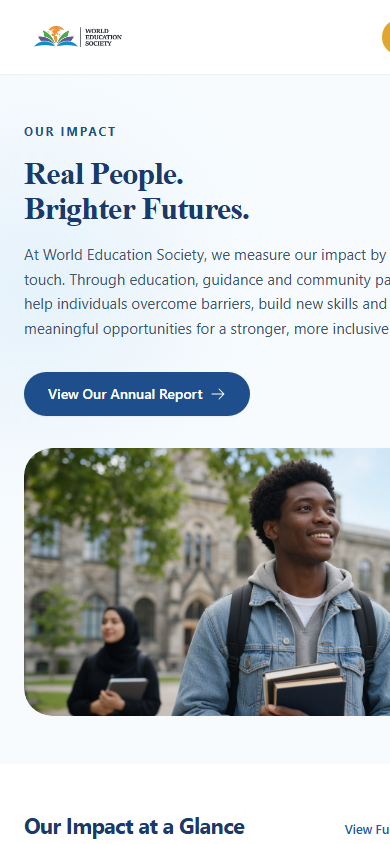 WORLD
EDUCATION
SOCIETY
OUR IMPACT
Real People.
Brighter Futures.
At World Education Society, we measure our impact by
touch. Through education, guidance and community pa
help individuals overcome barriers, build new skills and
meaningful opportunities for a stronger, more inclusive
View Our Annual Report →
Our Impact at a Glance
View Fu